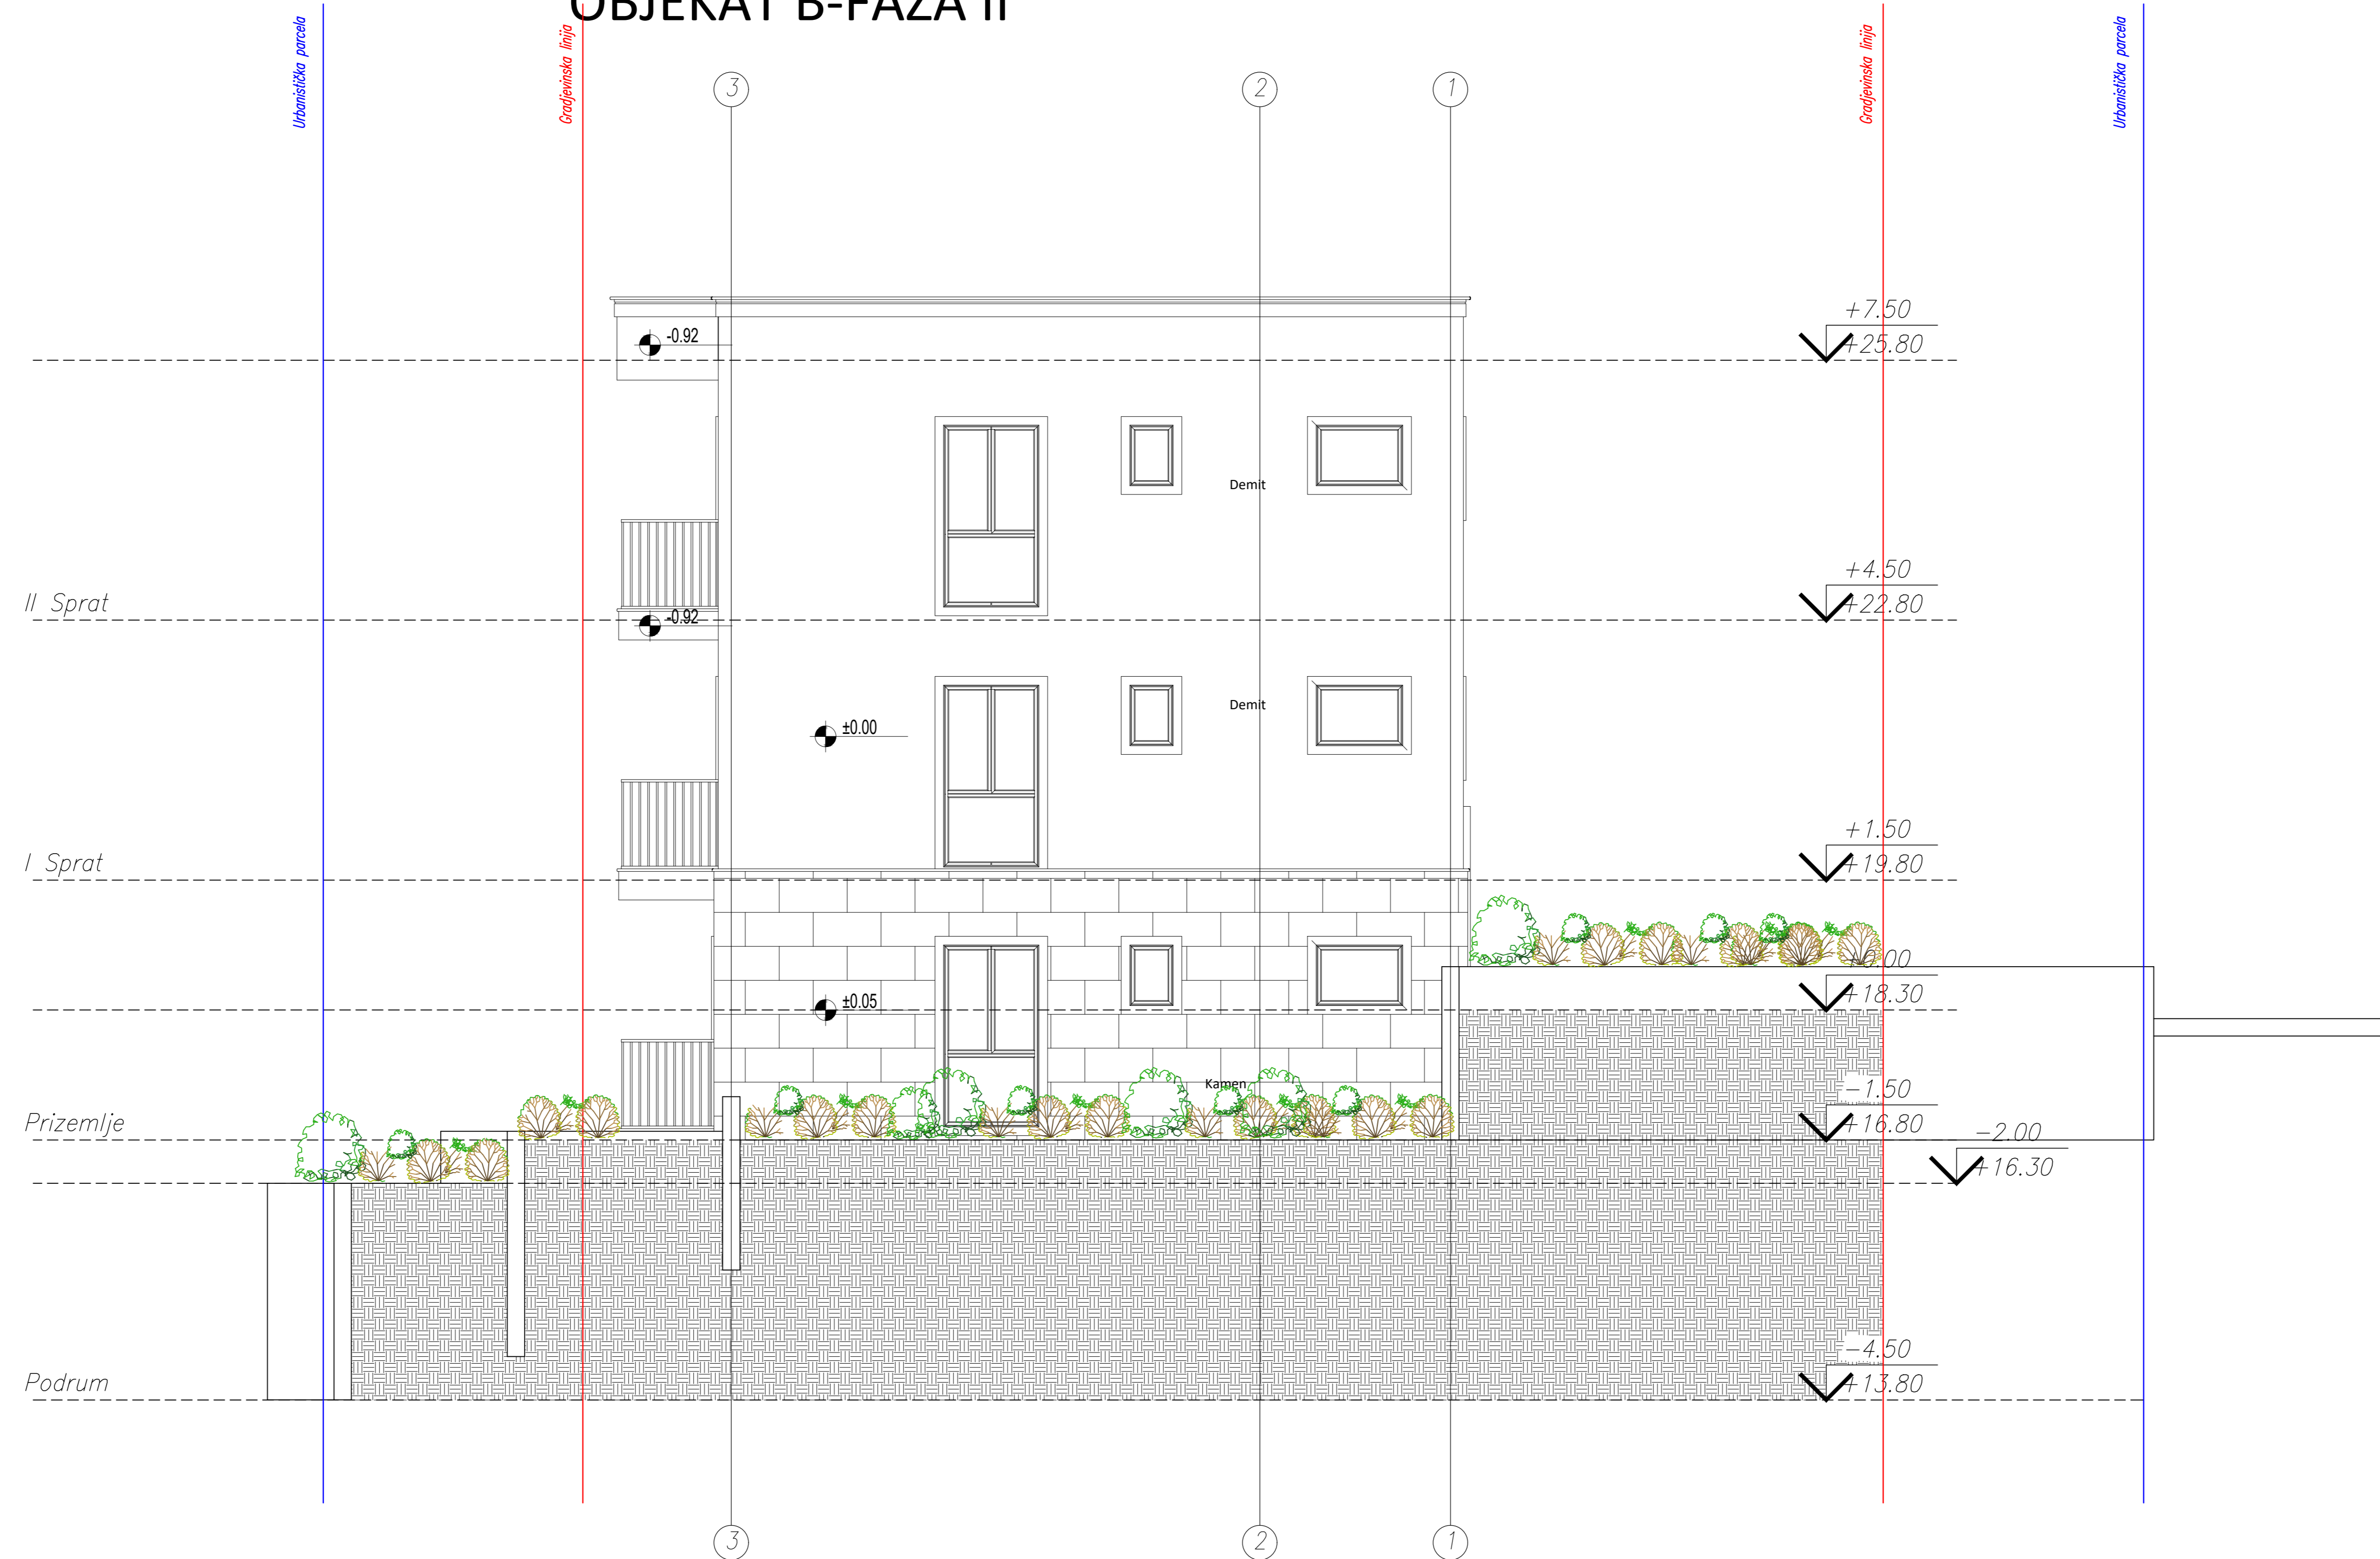 OBJEKAT B-FAZA II
Urbanistička parcela
Gradjevinska linija
Gradjevinska linija
Urbanistička parcela
3
2
1
+7.50
-0.92
+25.80
Demit
+4.50
II Sprat
+22.80
-0.92
Demit
±0.00
+1.50
I Sprat
+19.80
+0.00
+18.30
±0.05
Kamen
-1.50
Prizemlje
+16.80
-2.00
+16.30
-4.50
Podrum
+13.80
3
2
1